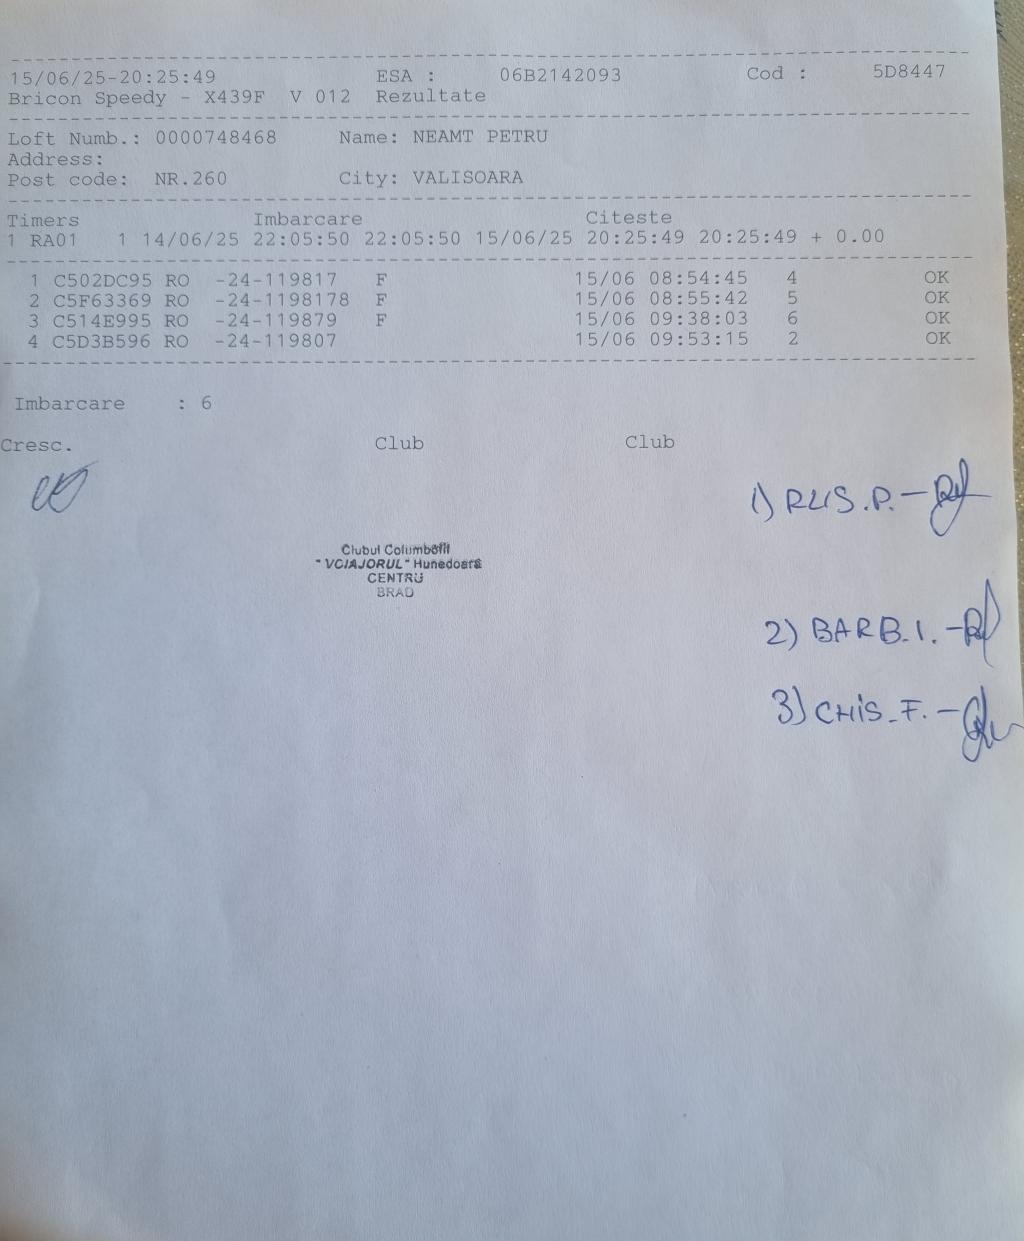 15/06/25-20:25:49 ESA : 06B2142093 Cod : 5D8447
Bricon Speedy - X439F V 012 Rezultate
Loft Numb.: 0000748468 Name: NEAMT PETRU
Address:
Post code: NR.260 City: VALISOARA
Timers Imbarcare Citeste
1 RA01 1 14/06/25 22:05:50 22:05:50 15/06/25 20:25:49 20:25:49 + 0.00
1 C502DC95 RO -24-119817 F 15/06 08:54:45 4 OK
2 C5F63369 RO -24-1198178 F 15/06 08:55:42 5 OK
3 C514E995 RO -24-119879 F 15/06 09:38:03 6 OK
4 C5D3B596 RO -24-119807 15/06 09:53:15 2 OK
Imbarcare : 6
Cresc. Club Club
1) RUS.P. -
Clubul Columbofil
"VOIAJORUL" Hunedoara
CENTRU
BRAD
2) BARB.I. -
3) CHIS.F. -